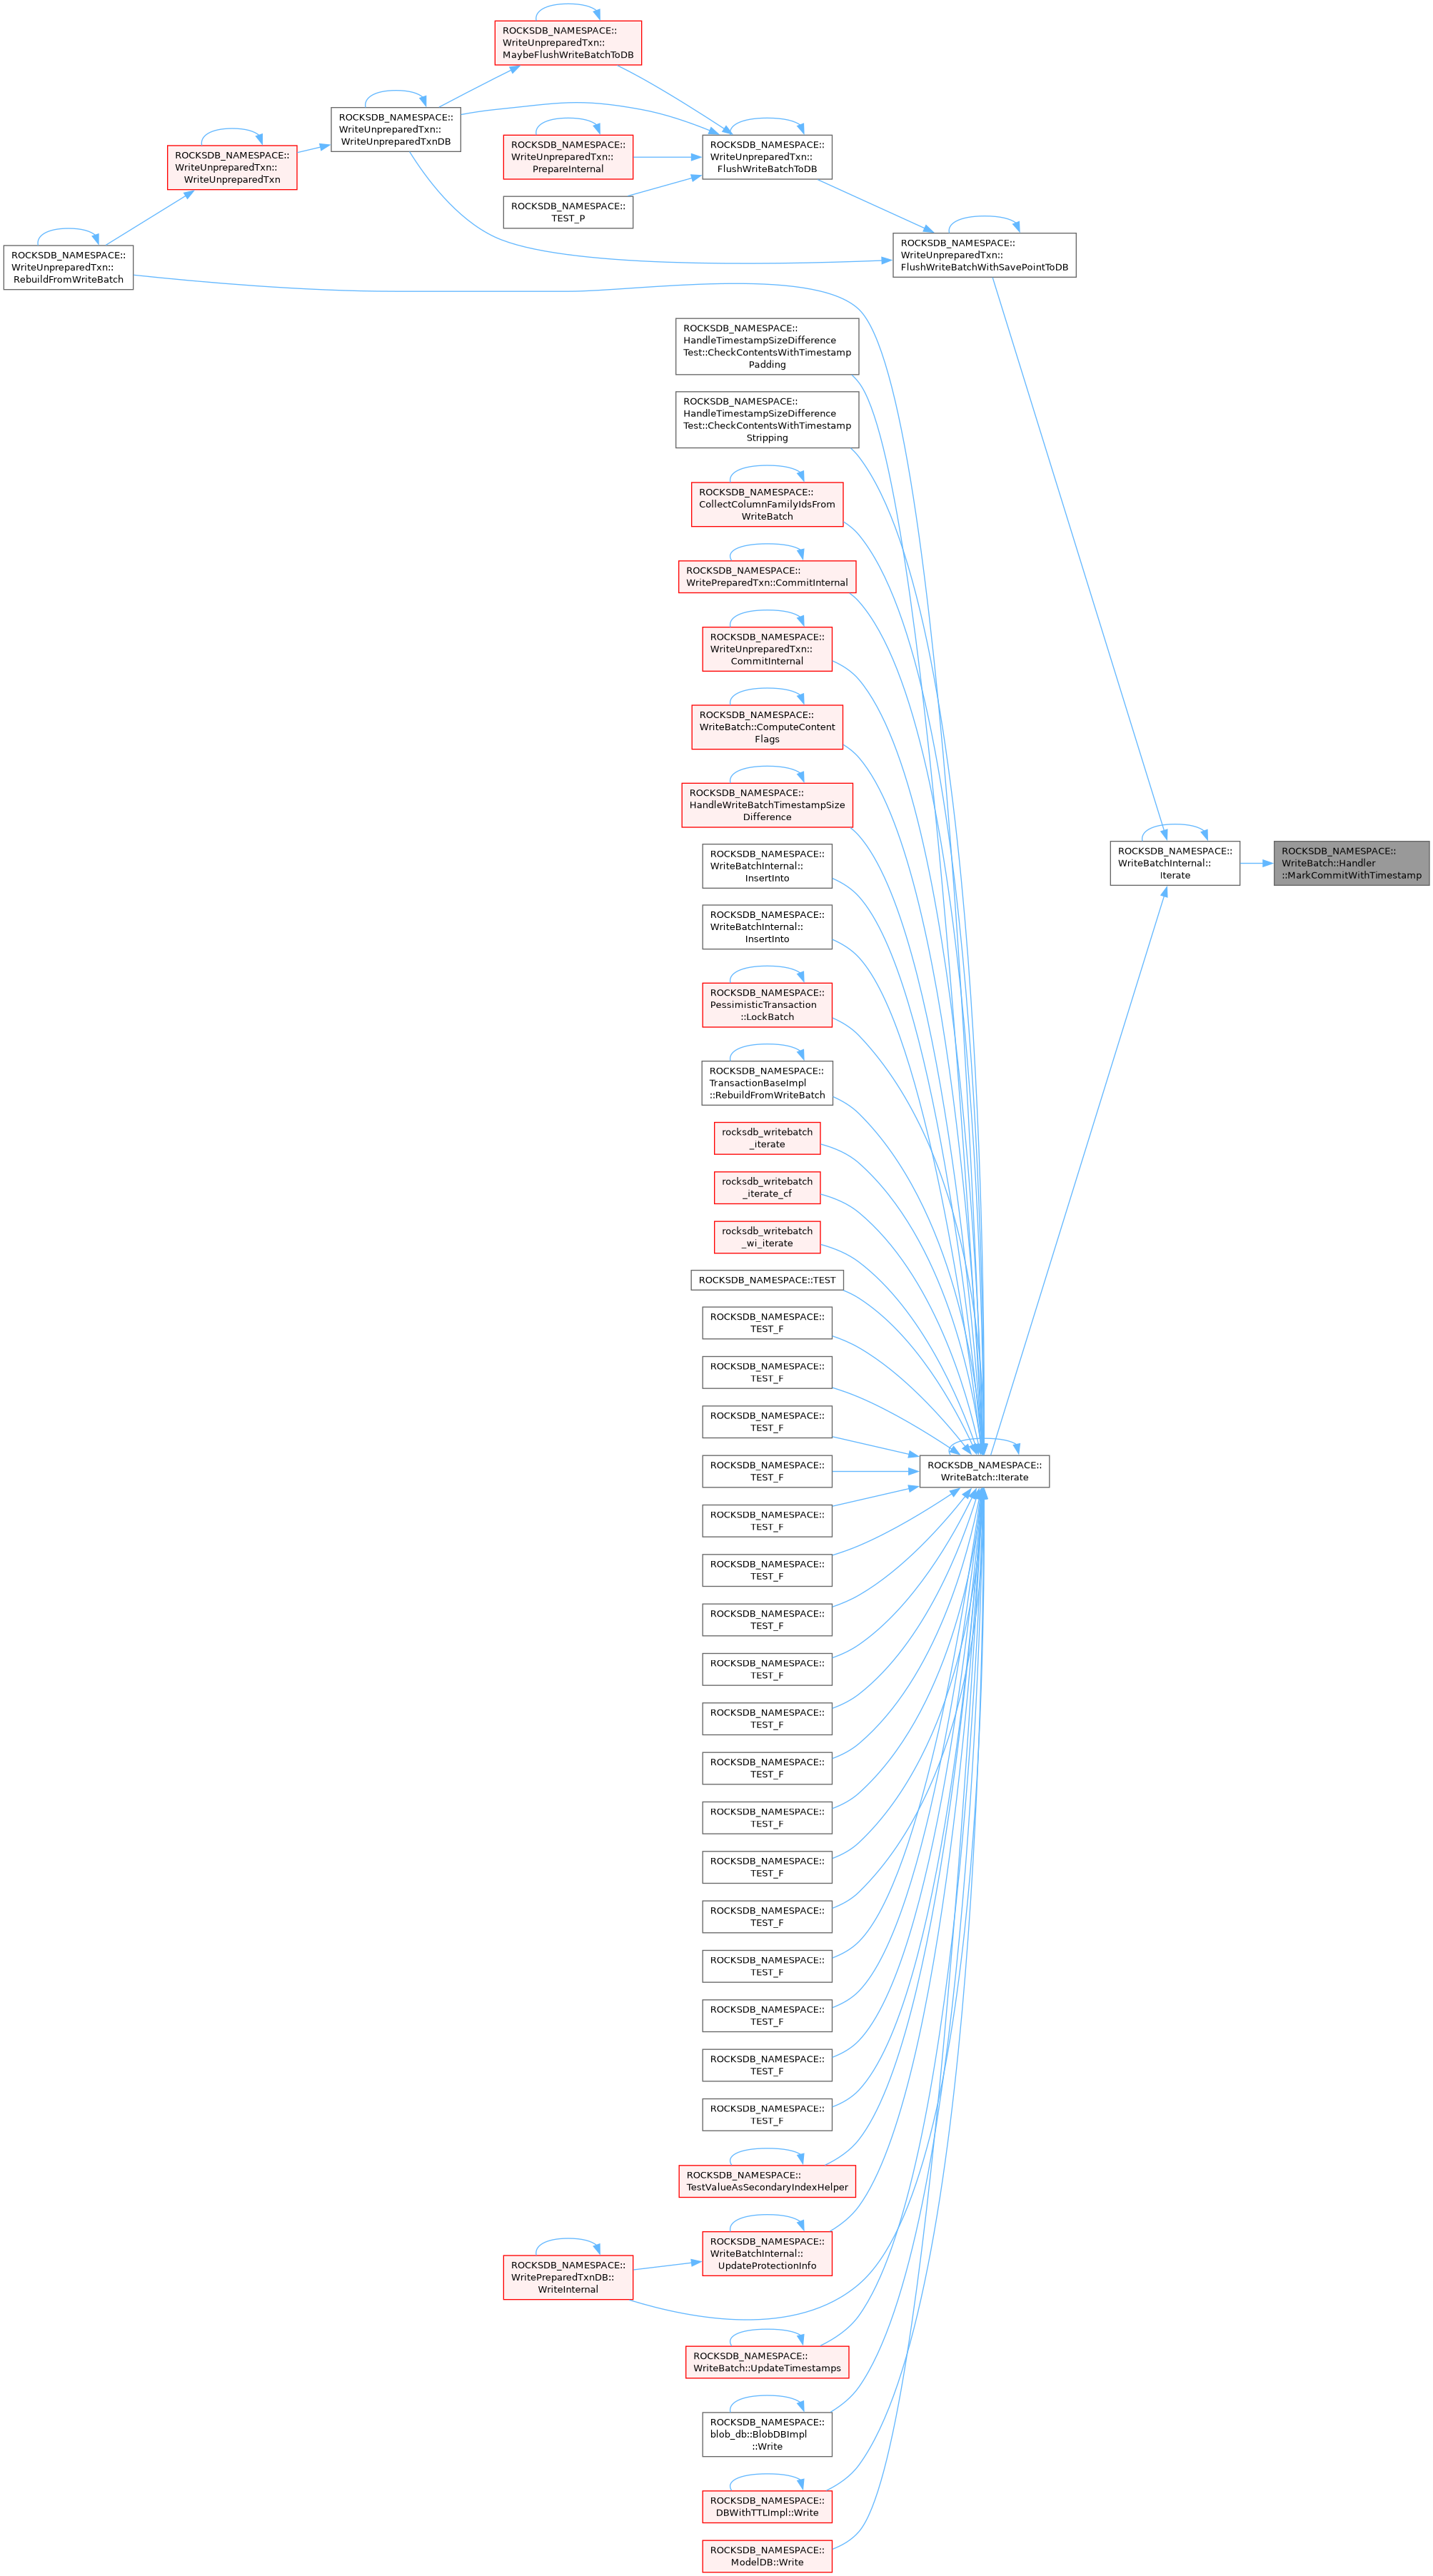 ROCKSDB_NAMESPACE::
WriteUnpreparedTxn::
MaybeFlushWriteBatchToDB
ROCKSDB_NAMESPACE::
WriteUnpreparedTxn::
WriteUnpreparedTxnDB
ROCKSDB_NAMESPACE::
WriteUnpreparedTxn::
PrepareInternal
ROCKSDB_NAMESPACE::
WriteUnpreparedTxn::
FlushWriteBatchToDB
ROCKSDB_NAMESPACE::
WriteUnpreparedTxn::
WriteUnpreparedTxn
ROCKSDB_NAMESPACE::
TEST_P
ROCKSDB_NAMESPACE::
WriteUnpreparedTxn::
FlushWriteBatchWithSavePointToDB
ROCKSDB_NAMESPACE::
WriteUnpreparedTxn::
RebuildFromWriteBatch
ROCKSDB_NAMESPACE::
HandleTimestampSizeDifference
Test::CheckContentsWithTimestamp
Padding
ROCKSDB_NAMESPACE::
HandleTimestampSizeDifference
Test::CheckContentsWithTimestamp
Stripping
ROCKSDB_NAMESPACE::
CollectColumnFamilyIdsFrom
WriteBatch
ROCKSDB_NAMESPACE::
WritePreparedTxn::CommitInternal
ROCKSDB_NAMESPACE::
WriteUnpreparedTxn::
CommitInternal
ROCKSDB_NAMESPACE::
WriteBatch::ComputeContent
Flags
ROCKSDB_NAMESPACE::
HandleWriteBatchTimestampSize
Difference
ROCKSDB_NAMESPACE::
WriteBatchInternal::
InsertInto
ROCKSDB_NAMESPACE::
WriteBatchInternal::
Iterate
ROCKSDB_NAMESPACE::
WriteBatch::Handler
::MarkCommitWithTimestamp
ROCKSDB_NAMESPACE::
WriteBatchInternal::
InsertInto
ROCKSDB_NAMESPACE::
PessimisticTransaction
::LockBatch
ROCKSDB_NAMESPACE::
TransactionBaseImpl
::RebuildFromWriteBatch
rocksdb_writebatch
_iterate
rocksdb_writebatch
_iterate_cf
rocksdb_writebatch
_wi_iterate
ROCKSDB_NAMESPACE::TEST
ROCKSDB_NAMESPACE::
TEST_F
ROCKSDB_NAMESPACE::
TEST_F
ROCKSDB_NAMESPACE::
TEST_F
ROCKSDB_NAMESPACE::
TEST_F
ROCKSDB_NAMESPACE::
WriteBatch::Iterate
ROCKSDB_NAMESPACE::
TEST_F
ROCKSDB_NAMESPACE::
TEST_F
ROCKSDB_NAMESPACE::
TEST_F
ROCKSDB_NAMESPACE::
TEST_F
ROCKSDB_NAMESPACE::
TEST_F
ROCKSDB_NAMESPACE::
TEST_F
ROCKSDB_NAMESPACE::
TEST_F
ROCKSDB_NAMESPACE::
TEST_F
ROCKSDB_NAMESPACE::
TEST_F
ROCKSDB_NAMESPACE::
TEST_F
ROCKSDB_NAMESPACE::
TEST_F
ROCKSDB_NAMESPACE::
TEST_F
ROCKSDB_NAMESPACE::
TEST_F
ROCKSDB_NAMESPACE::
TestValueAsSecondaryIndexHelper
ROCKSDB_NAMESPACE::
WriteBatchInternal::
UpdateProtectionInfo
ROCKSDB_NAMESPACE::
WritePreparedTxnDB::
WriteInternal
ROCKSDB_NAMESPACE::
WriteBatch::UpdateTimestamps
ROCKSDB_NAMESPACE::
blob_db::BlobDBImpl
::Write
ROCKSDB_NAMESPACE::
DBWithTTLImpl::Write
ROCKSDB_NAMESPACE::
ModelDB::Write